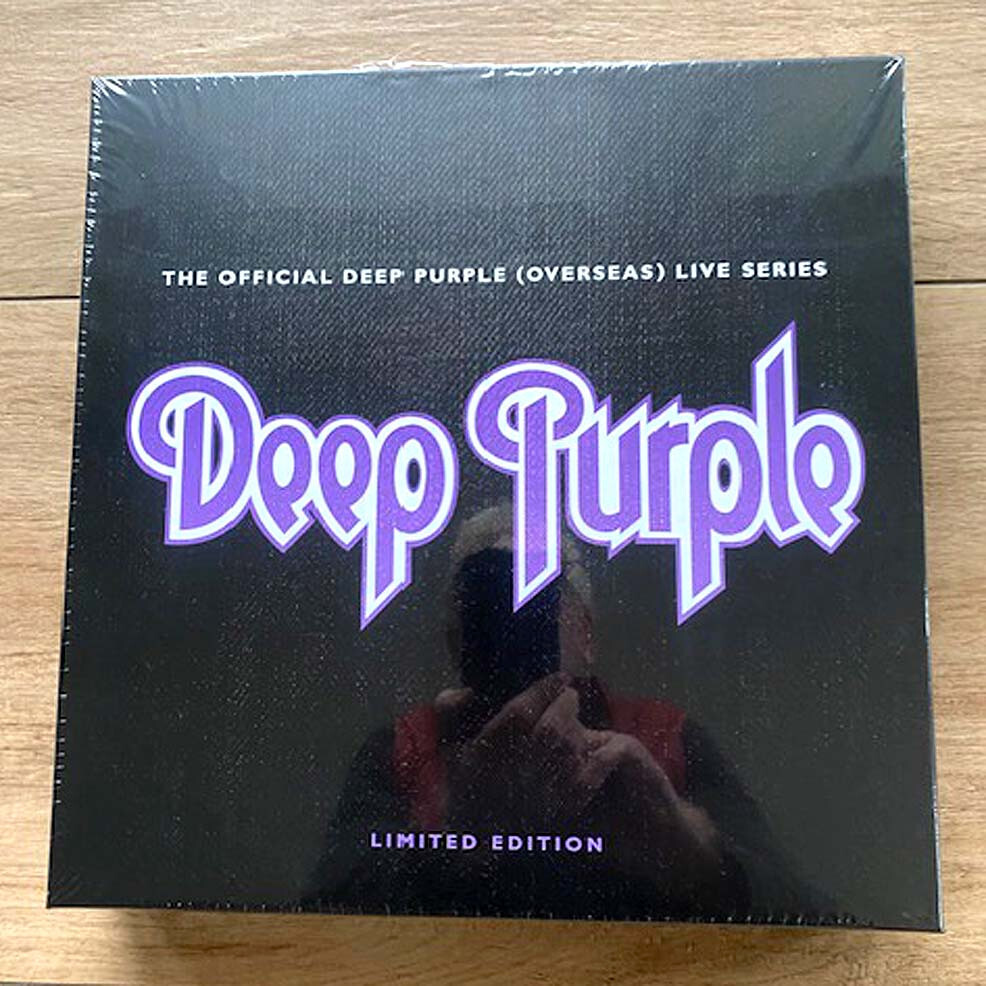 THE OFFICIAL DEEP PURPLE (OVERSEAS) LIVE SERIES
Deep Purple
LIMITED EDITION